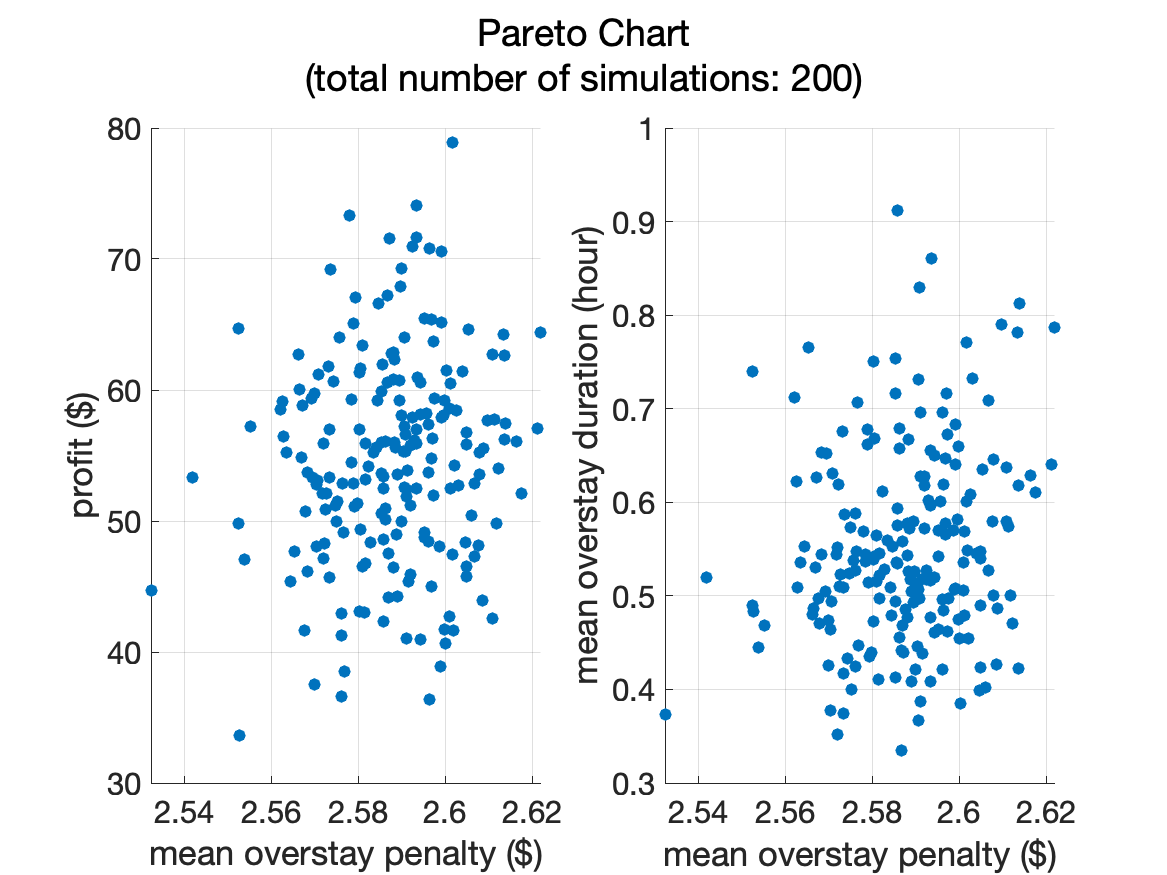 Pareto Chart
(total number of simulations: 200)
80
70
60
50
40
30
profit ($)
2.54 2.56 2.58 2.6 2.62
mean overstay penalty ($)
1
0.9
0.8
0.7
0.6
0.5
0.4
0.3
mean overstay duration (hour)
2.54 2.56 2.58 2.6 2.62
mean overstay penalty ($)